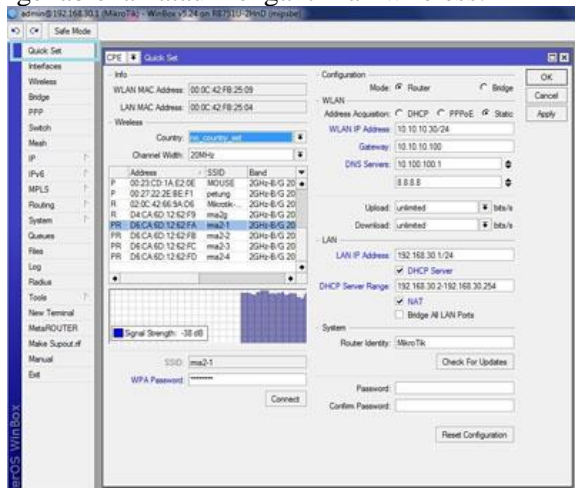 admin@192.168.30.1 (MikroTik) - WinBox v5.24 on RB751U-2HnD (mipsbe)
Safe Mode
Quick Set
Interfaces
Wireless
Bridge
PPP
Switch
Mesh
IP
IPv6
MPLS
Routing
System
Queues
Files
Log
Radius
Tools
New Terminal
MetaROUTER
Make Supout.rif
Manual
Exit
CPE Quick Set
Info
WLAN MAC Address: 00:0C:42:FB:25:09
LAN MAC Address: 00:0C:42:FB:25:04
Wireless
Country: no_country_set
Channel Width: 20MHz
Address SSID Band
P 00:23:CD:1A:E2:0E MOUSE 2GHz-B/G 20
P 00:27:22:2E:BE:F1 petung 2GHz-B/G 20
R 02:0C:42:66:9A:D6 Mikrotik-... 2GHz-B/G 20
R D4:CA:6D:12:62:F9 2GHz-B/G 20
PR D6:CA:6D:12:62:FA 2GHz-B/G 20
PR D6:CA:6D:12:62:FB 2GHz-B/G 20
PR D6:CA:6D:12:62:FC 2GHz-B/G 20
PR D6:CA:6D:12:62:FD 2GHz-B/G 20
Signal Strength: -38 dB
SSID:
WPA Password: ********
Connect
Configuration
Mode: Router Bridge
WLAN
Address Acquisition: DHCP PPPoE Static
WLAN IP Address: 10.10.10.30/24
Gateway: 10.10.10.100
DNS Servers: 10.100.100.1
8.8.8.8
Upload: unlimited bits/s
Download: unlimited bits/s
LAN
LAN IP Address: 192.168.30.1/24
DHCP Server
DHCP Server Range: 192.168.30.2-192.168.30.254
NAT
Bridge All LAN Ports
System
Router Identity: MikroTik
Check For Updates
Password:
Confirm Password:
Reset Configuration
OK
Cancel
Apply
erOS WinBox